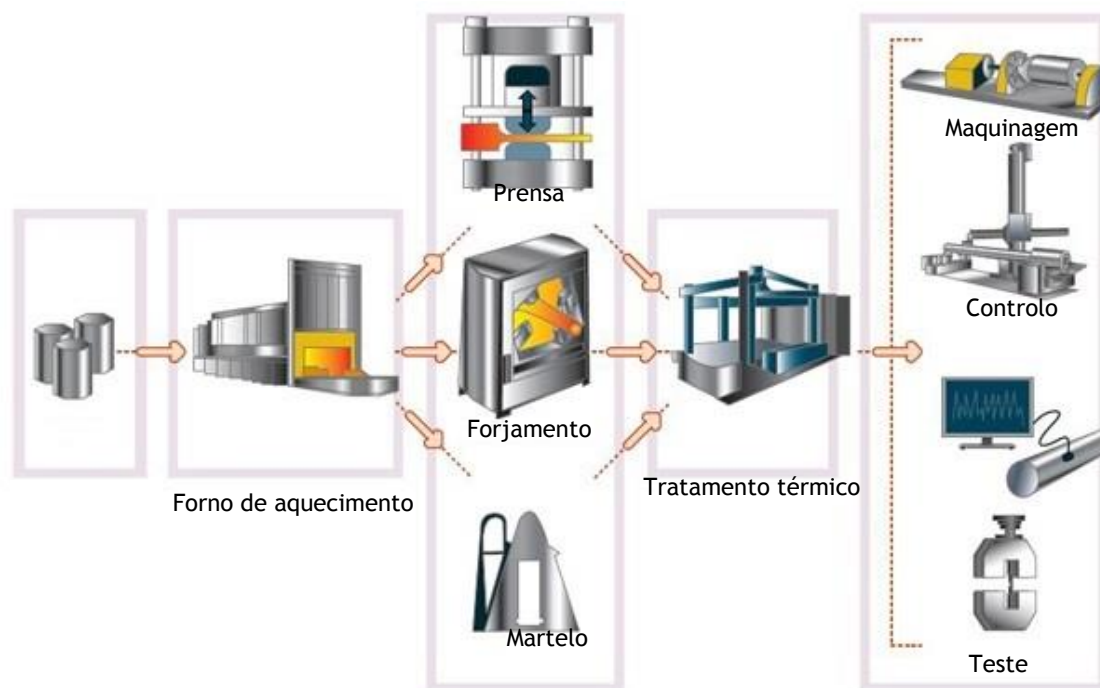 Prensa
Maquinagem
Controlo
Forjamento
Forno de aquecimento
Tratamento térmico
Martelo
Teste